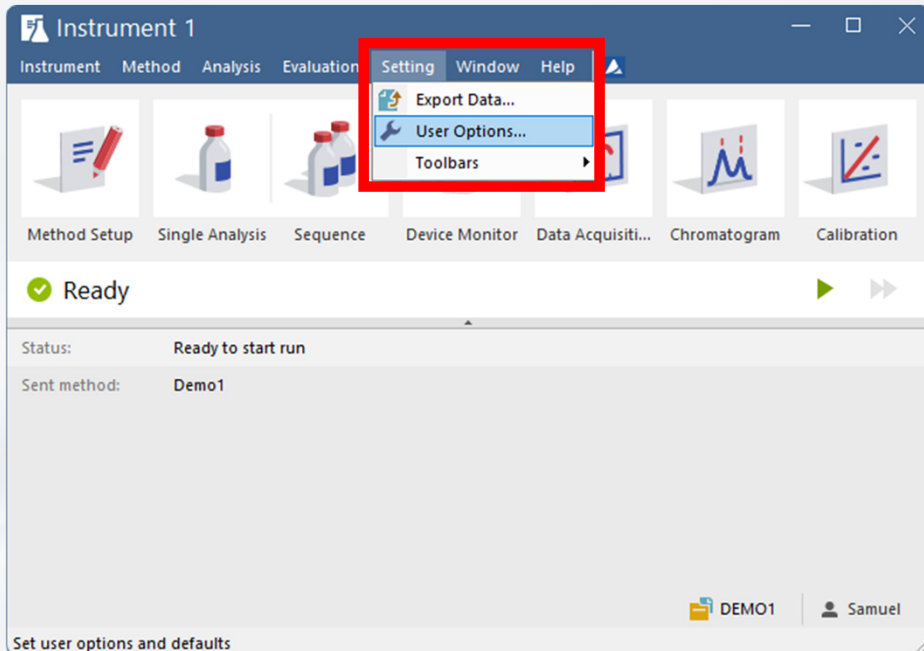 Instrument 1
Instrument Method Analysis Evaluation Setting Window Help
Export Data...
User Options...
Toolbars
Method Setup Single Analysis Sequence Device Monitor Data Acquisiti... Chromatogram Calibration
Ready
Status: Ready to start run
Sent method: Demo1
DEMO1 Samuel
Set user options and defaults